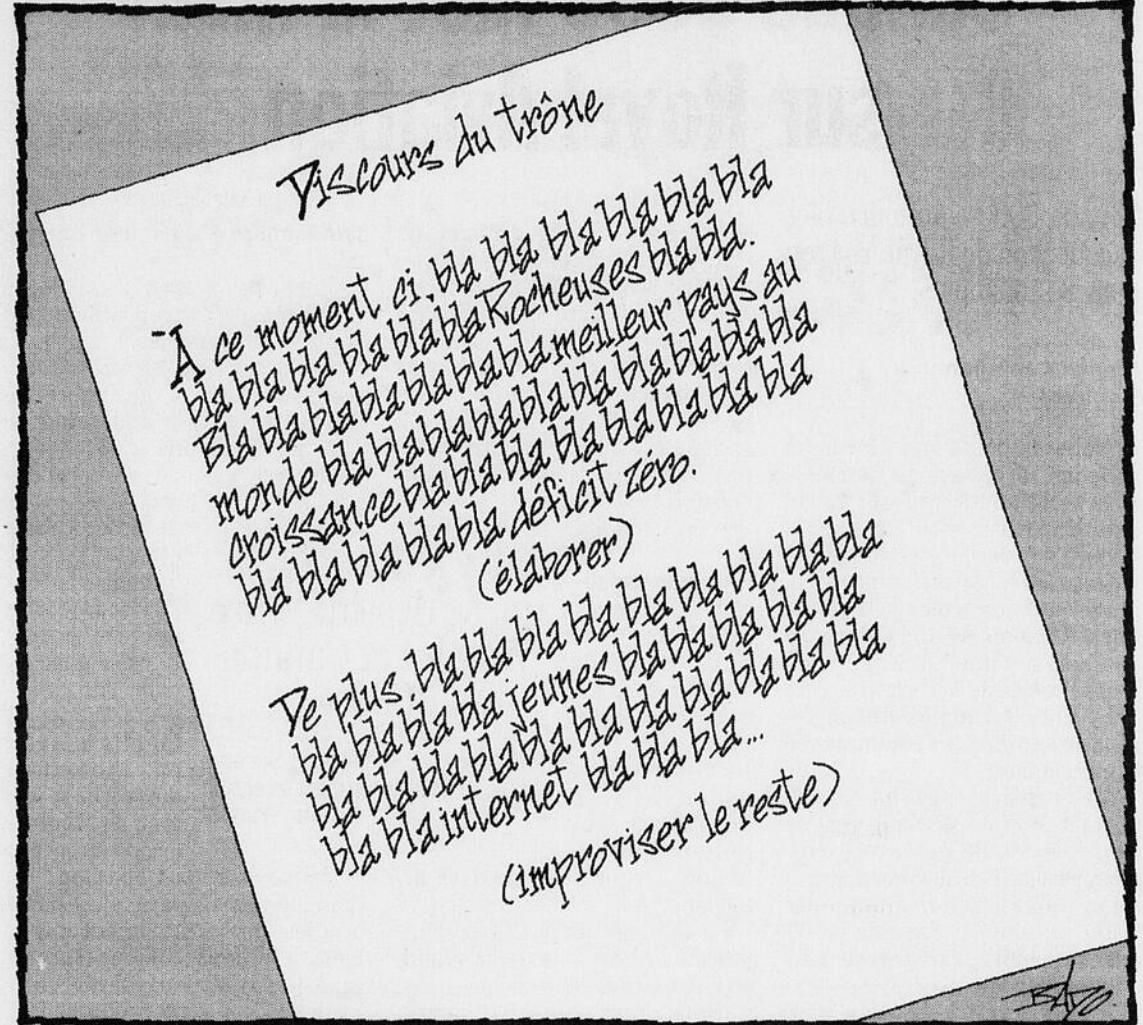 Discours du trône
À ce moment ci, bla bla bla bla bla bla
bla bla bla bla bla bla Rocheuses bla bla.
Bla bla bla bla bla bla bla meilleur pays au
monde bla bla bla bla bla bla bla bla bla
croissance bla bla bla bla bla bla bla bla
bla bla bla bla bla déficit zéro.
(élaborer)
De plus, bla bla bla bla bla bla bla bla
bla bla bla bla jeunes bla bla bla bla bla
bla bla bla bla bla bla bla bla bla bla bla
bla bla internet bla bla bla...
(improviser le reste)
BADO